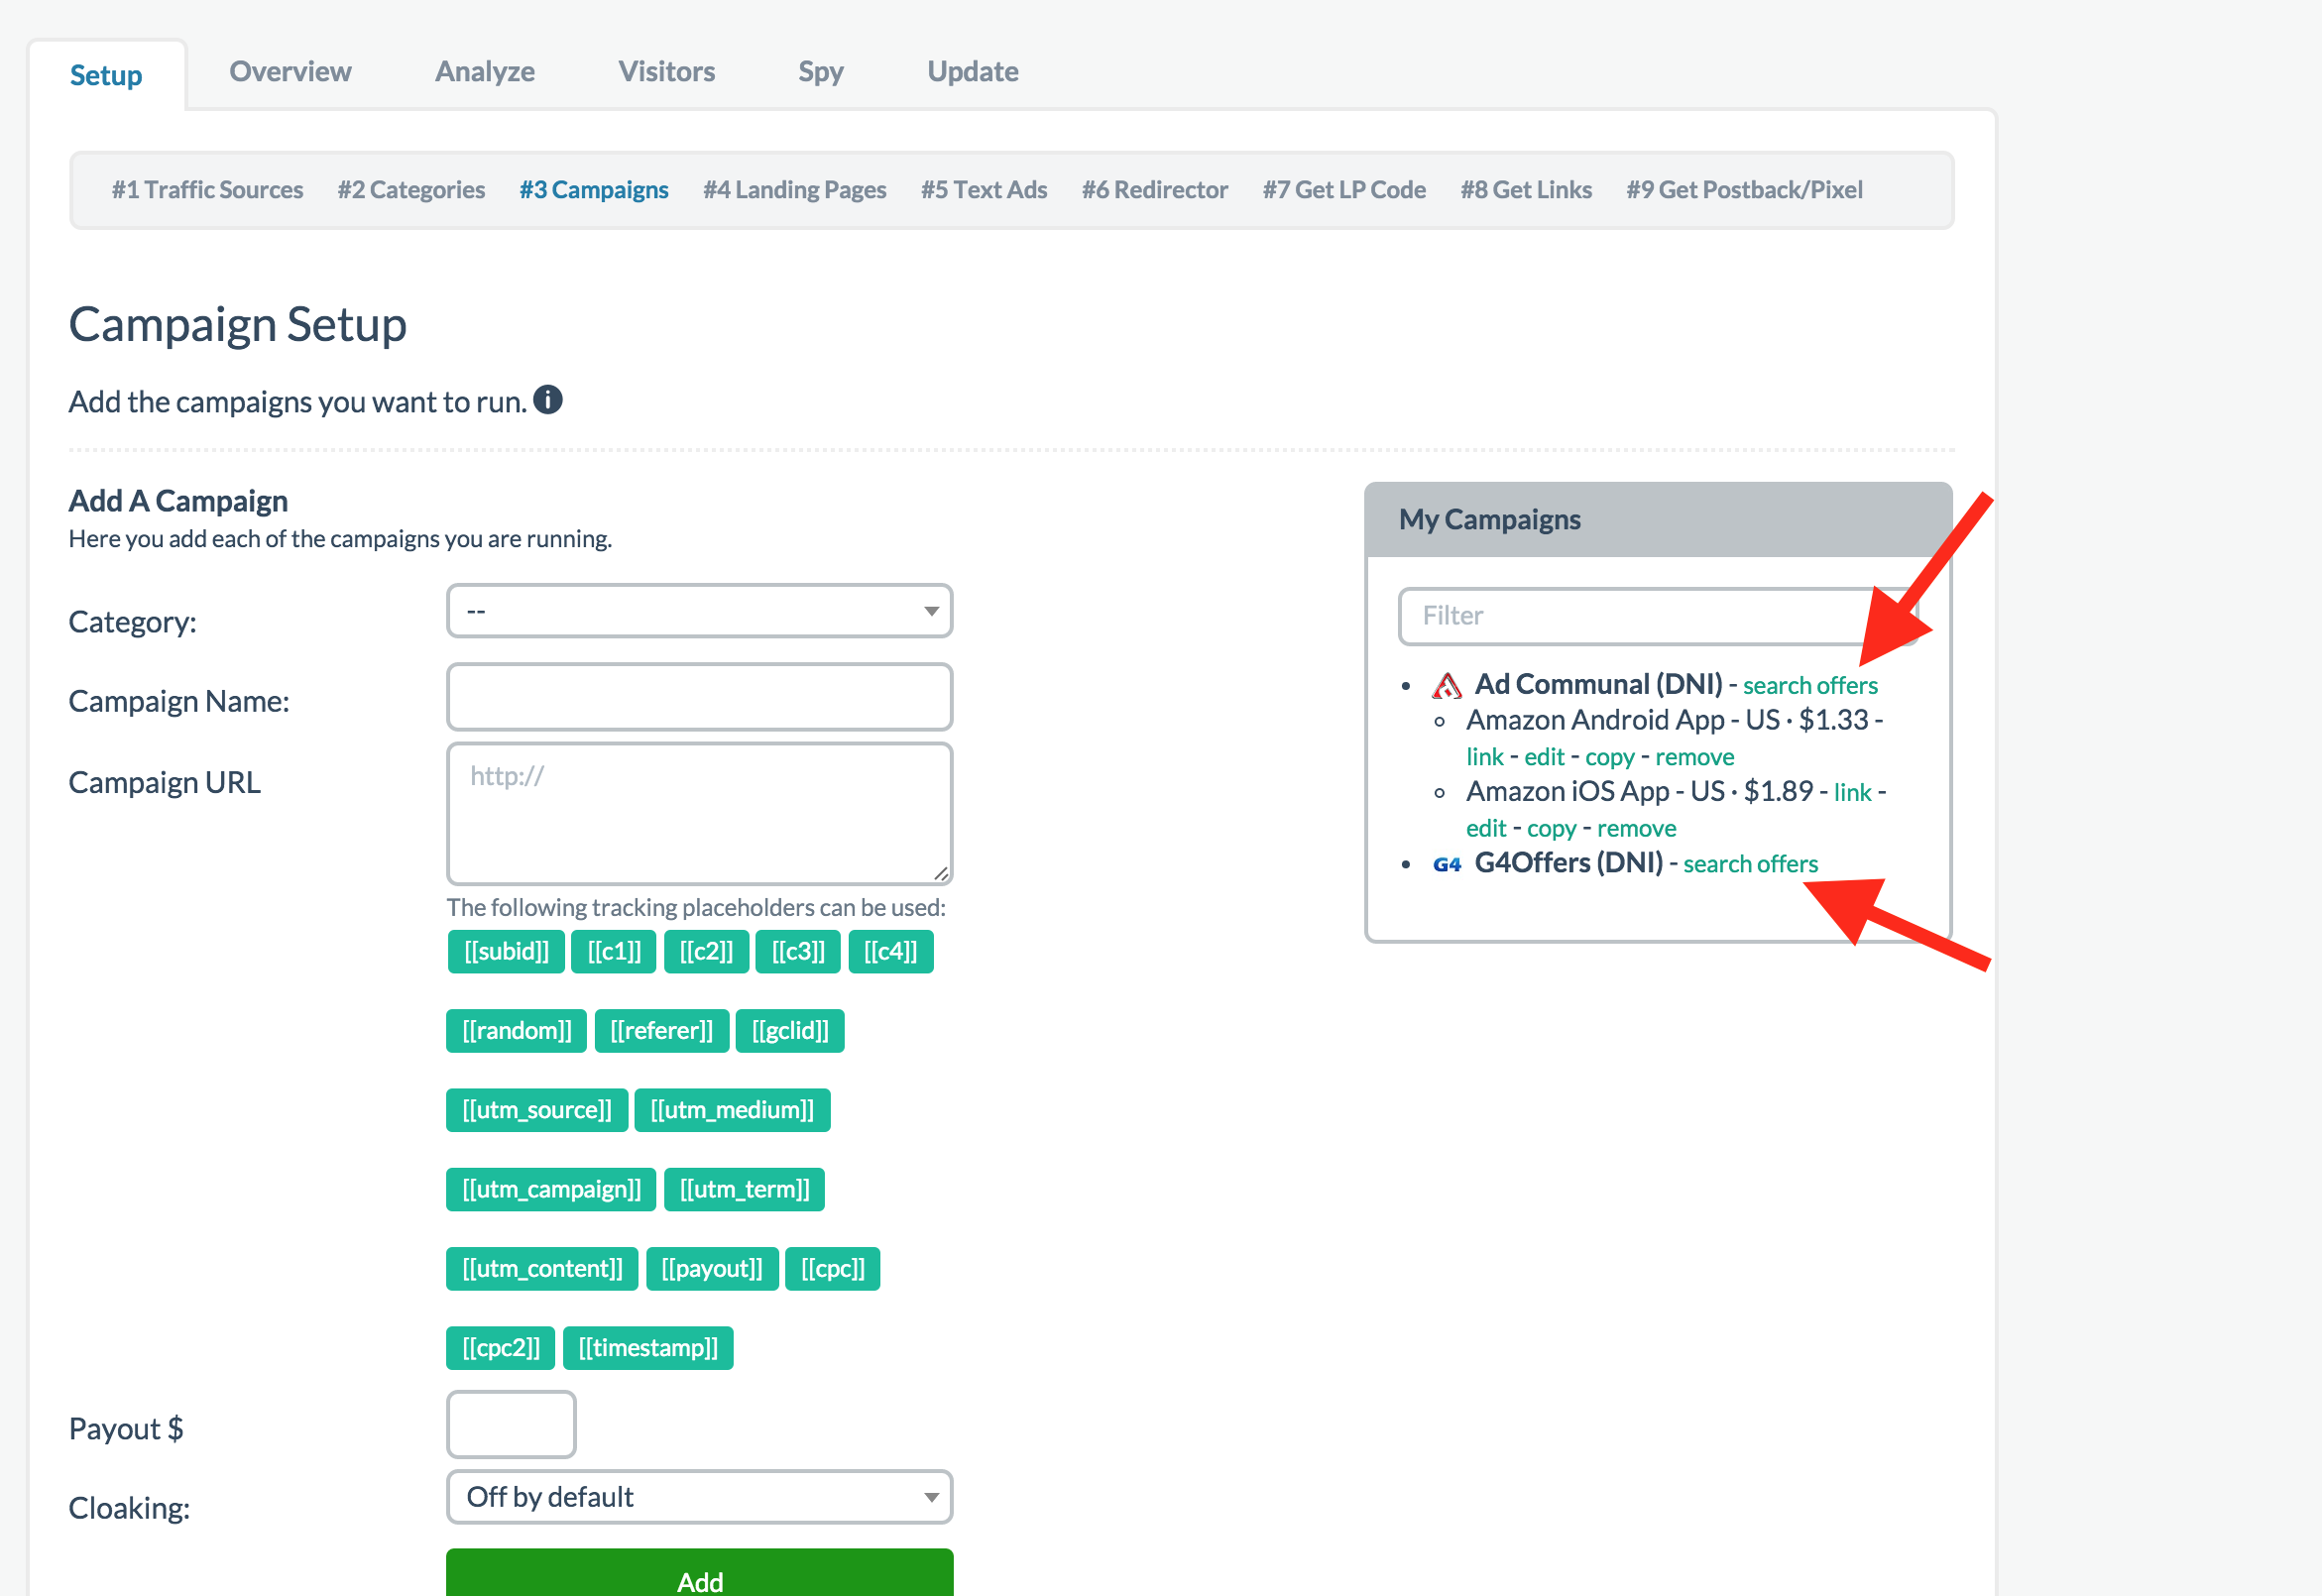 Setup Overview Analyze Visitors Spy Update
#1 Traffic Sources #2 Categories #3 Campaigns #4 Landing Pages #5 Text Ads #6 Redirector #7 Get LP Code #8 Get Links #9 Get Postback/Pixel
Campaign Setup
Add the campaigns you want to run.
Add A Campaign
Here you add each of the campaigns you are running.
Category: --
Campaign Name:
Campaign URL http://
The following tracking placeholders can be used:
[[subid]] [[c1]] [[c2]] [[c3]] [[c4]]
[[random]] [[referer]] [[gclid]]
[[utm_source]] [[utm_medium]]
[[utm_campaign]] [[utm_term]]
[[utm_content]] [[payout]] [[cpc]]
[[cpc2]] [[timestamp]]
Payout $
Cloaking: Off by default
Add
My Campaigns
Filter
Ad Communal (DNI) - search offers
Amazon Android App - US · $1.33 -
link - edit - copy - remove
Amazon iOS App - US · $1.89 - link -
edit - copy - remove
G4 G4Offers (DNI) - search offers